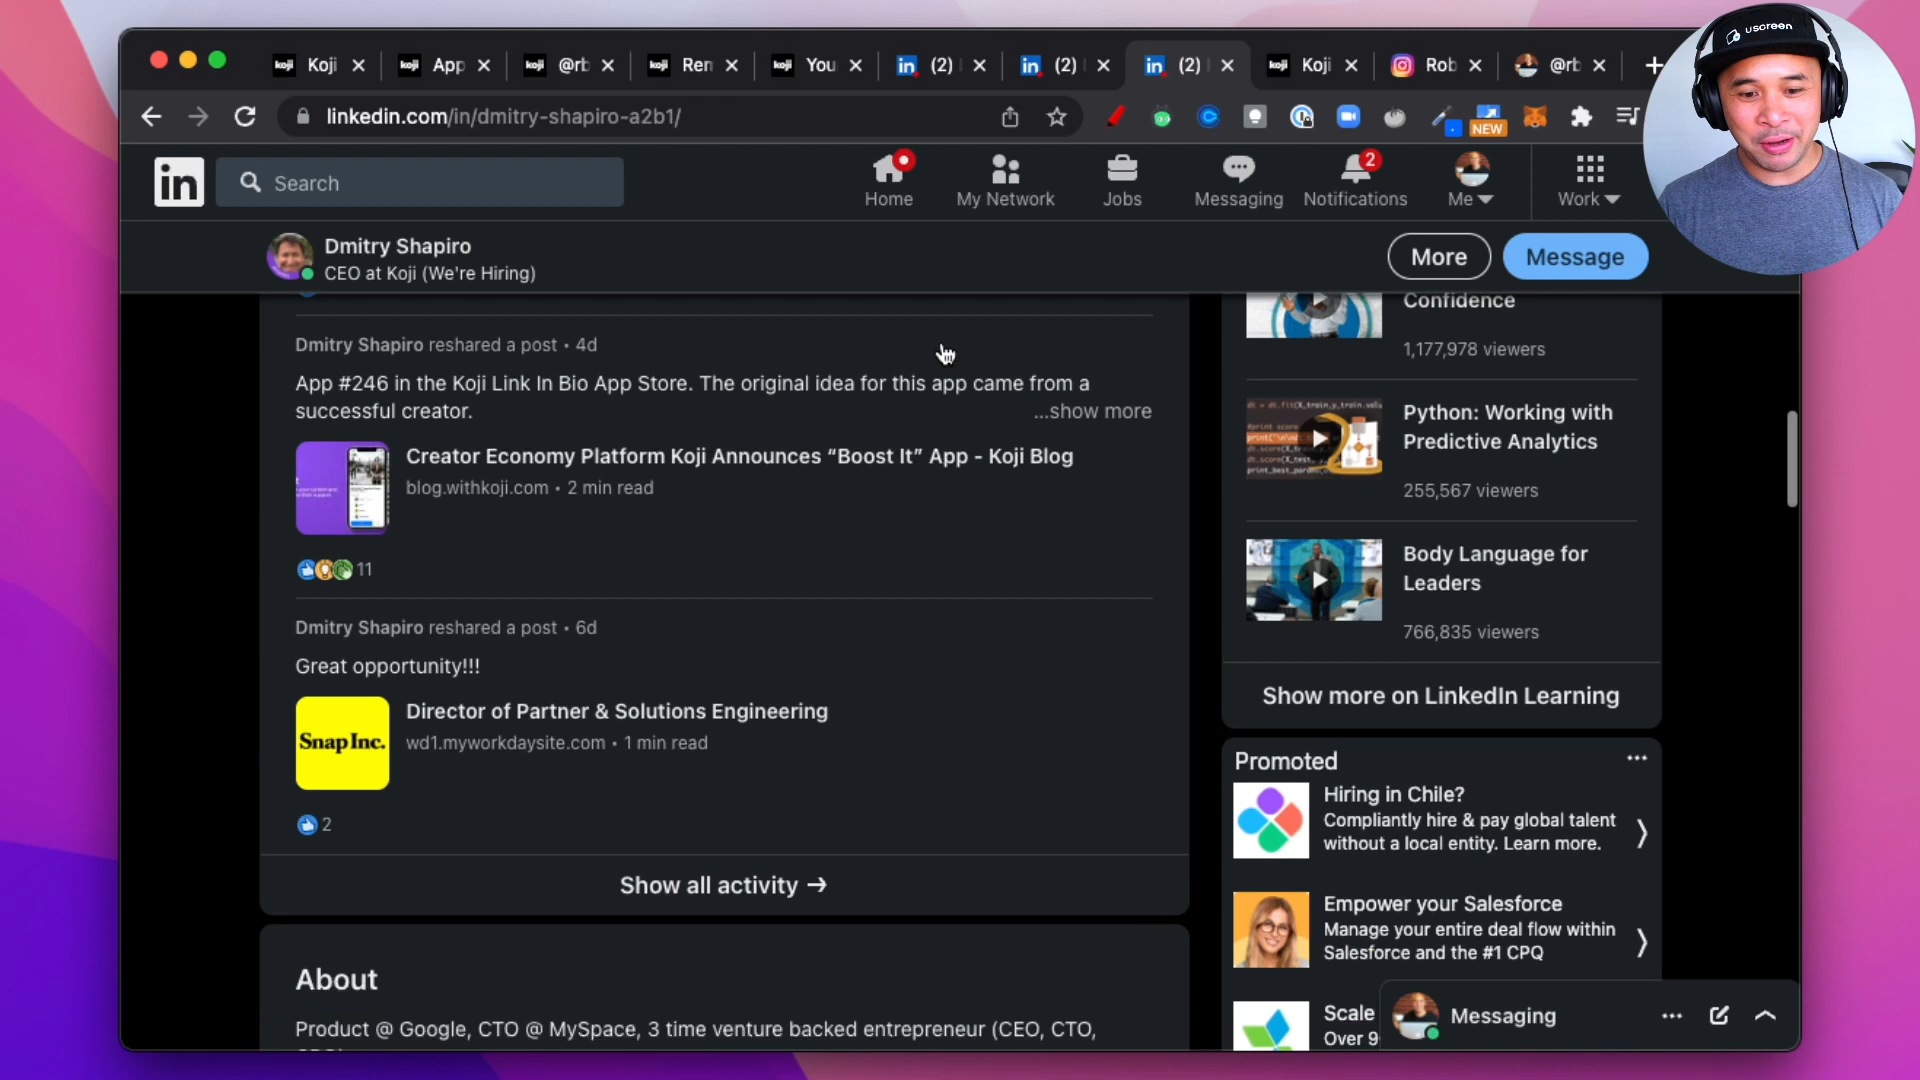 Koji
App
@rb
Ren
You
(2)
(2)
(2)
Koji
Rob
@rb
uscreen
linkedin.com/in/dmitry-shapiro-a2b1/
NEW
in
Search
Home
My Network
Jobs
Messaging
2
Notifications
Me
Work
Dmitry Shapiro
CEO at Koji (We're Hiring)
More
Message
Dmitry Shapiro reshared a post • 4d
App #246 in the Koji Link In Bio App Store. The original idea for this app came from a
successful creator.
...show more
Creator Economy Platform Koji Announces “Boost It” App - Koji Blog
blog.withkoji.com • 2 min read
11
Dmitry Shapiro reshared a post • 6d
Great opportunity!!!
Snap Inc.
Director of Partner & Solutions Engineering
wd1.myworkdaysite.com • 1 min read
2
Show all activity →
About
Product @ Google, CTO @ MySpace, 3 time venture backed entrepreneur (CEO, CTO,
Confidence
1,177,978 viewers
Python: Working with
Predictive Analytics
255,567 viewers
Body Language for
Leaders
766,835 viewers
Show more on LinkedIn Learning
Promoted
Hiring in Chile?
Compliantly hire & pay global talent
without a local entity. Learn more.
Empower your Salesforce
Manage your entire deal flow within
Salesforce and the #1 CPQ
Scale
Over 9
Messaging